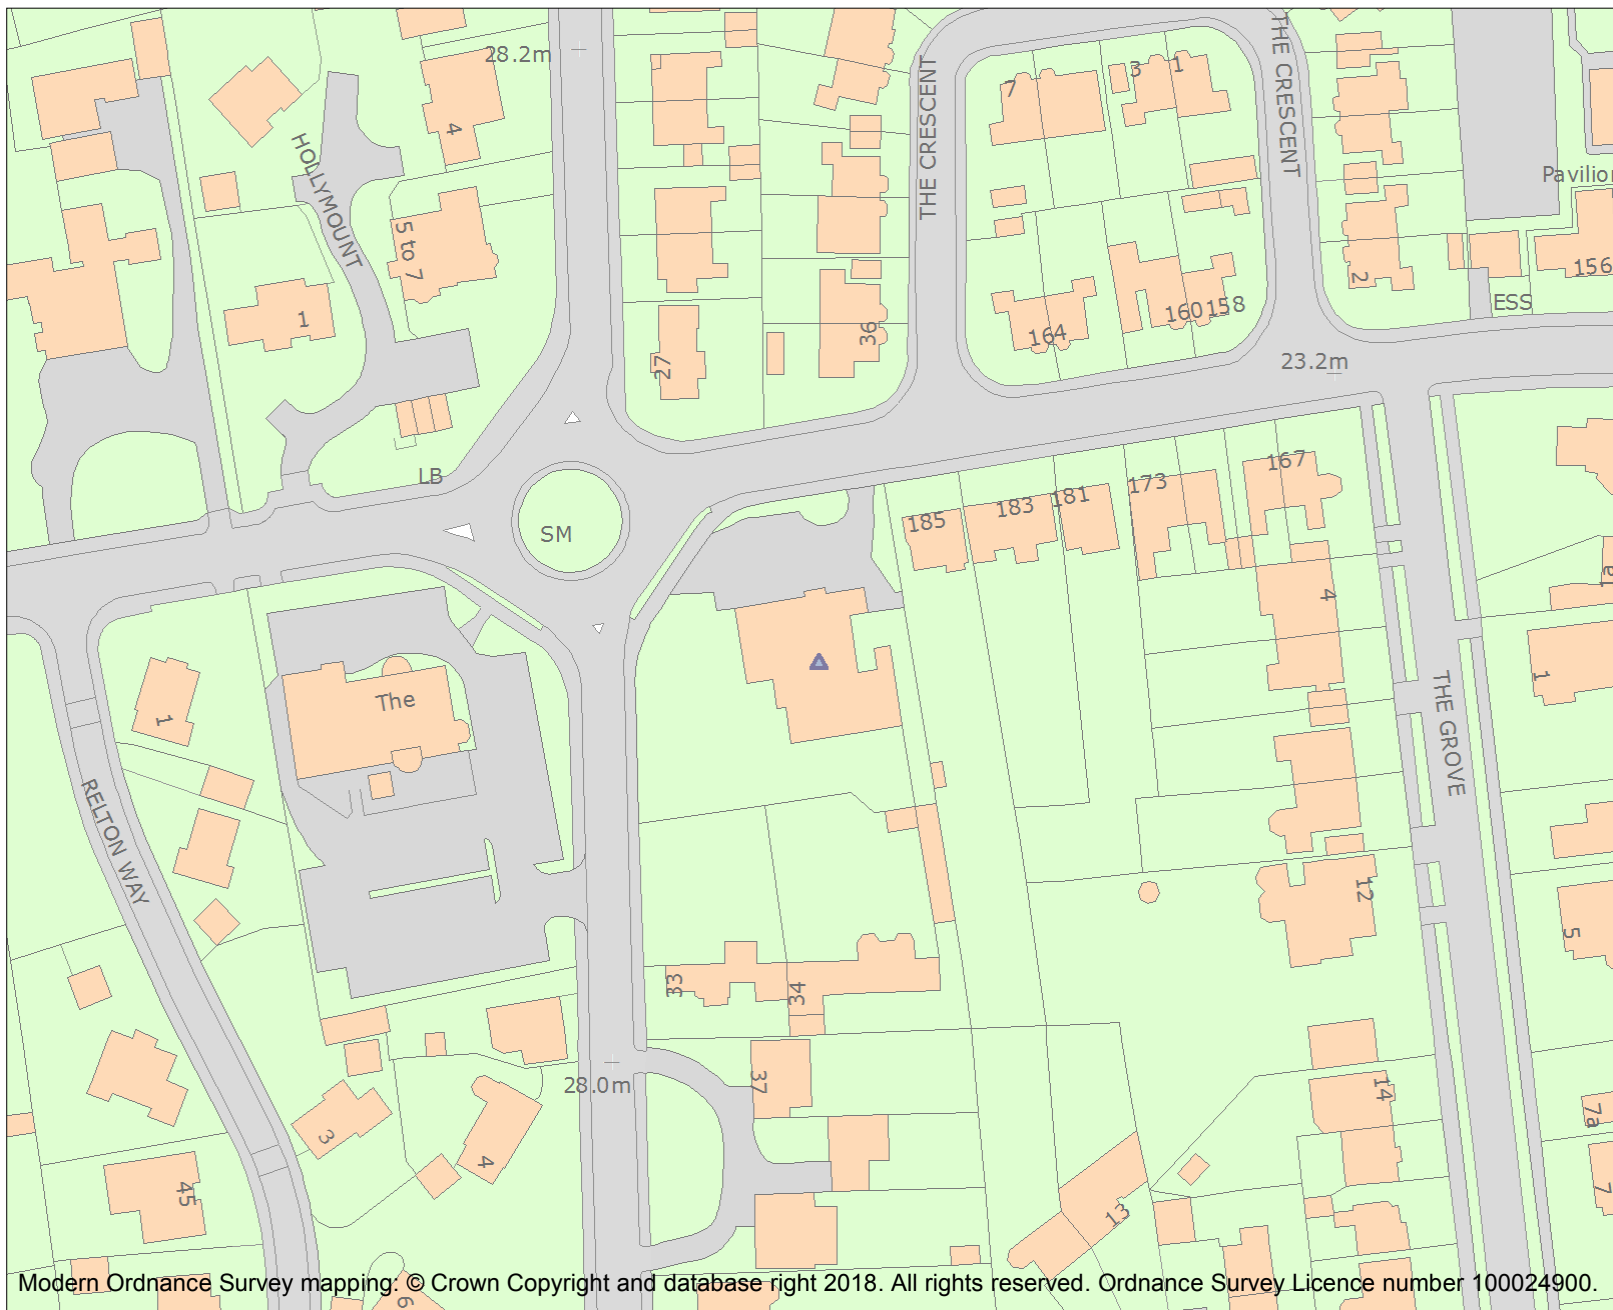 28.2m
THE CRESCENT
THE CRESCENT
7
3
1
4
HOLLYMOUNT
5 to 7
Pavilion
2
156
ESS
1
160
158
164
36
27
23.2m
LB
167
173
181
183
185
SM
4
1a
1
The
1
THE GROVE
RELTON WAY
12
5
33
34
28.0m
37
14
7a
3
4
45
7
13
6
Modern Ordnance Survey mapping: © Crown Copyright and database right 2018. All rights reserved. Ordnance Survey Licence number 100024900.